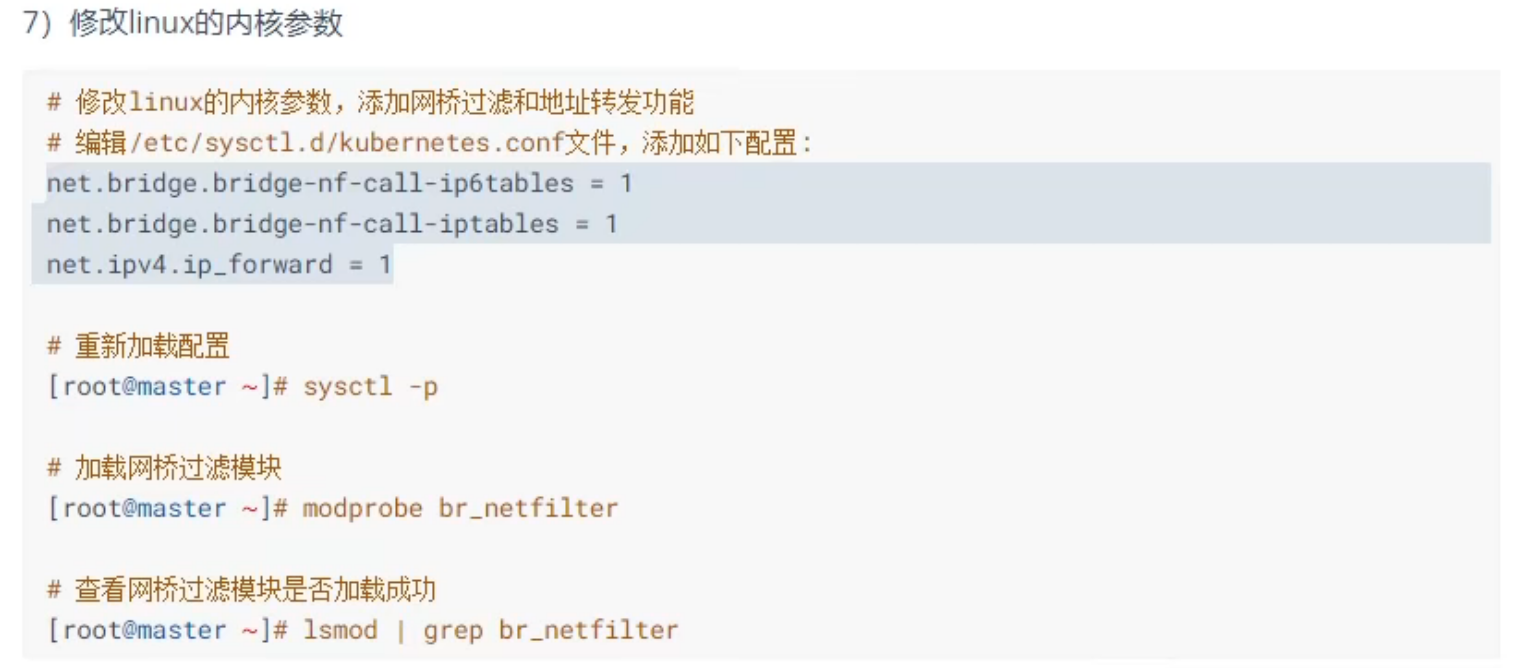 7）修改linux的内核参数
# 修改linux的内核参数，添加网桥过滤和地址转发功能
# 编辑/etc/sysctl.d/kubernetes.conf文件，添加如下配置：
net.bridge.bridge-nf-call-ip6tables = 1
net.bridge.bridge-nf-call-iptables = 1
net.ipv4.ip_forward = 1
# 重新加载配置
[root@master ~]# sysctl -p
# 加载网桥过滤模块
[root@master ~]# modprobe br_netfilter
# 查看网桥过滤模块是否加载成功
[root@master ~]# lsmod | grep br_netfilter